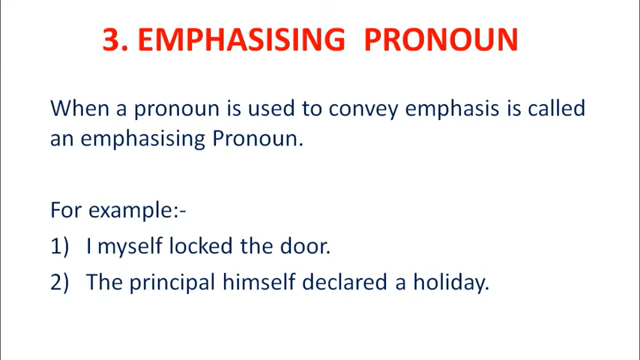 3. EMPHASISING PRONOUN
When a pronoun is used to convey emphasis is called
an emphasising Pronoun.
For example:-
1) I myself locked the door.
2) The principal himself declared a holiday.